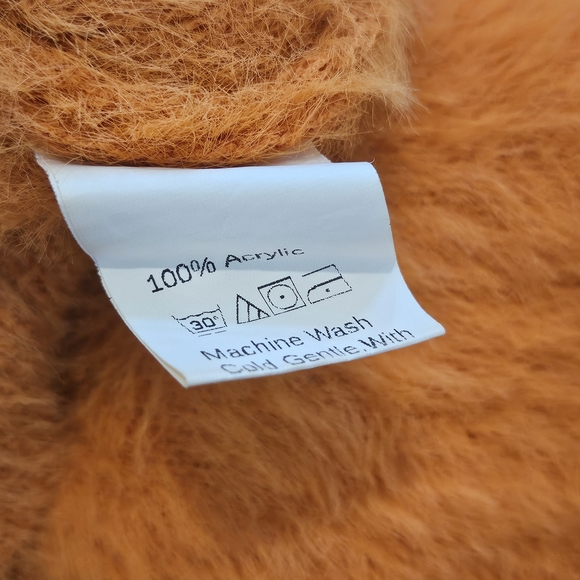 100% Acrylic
30°
Machine Wash
Cold Gentle,With